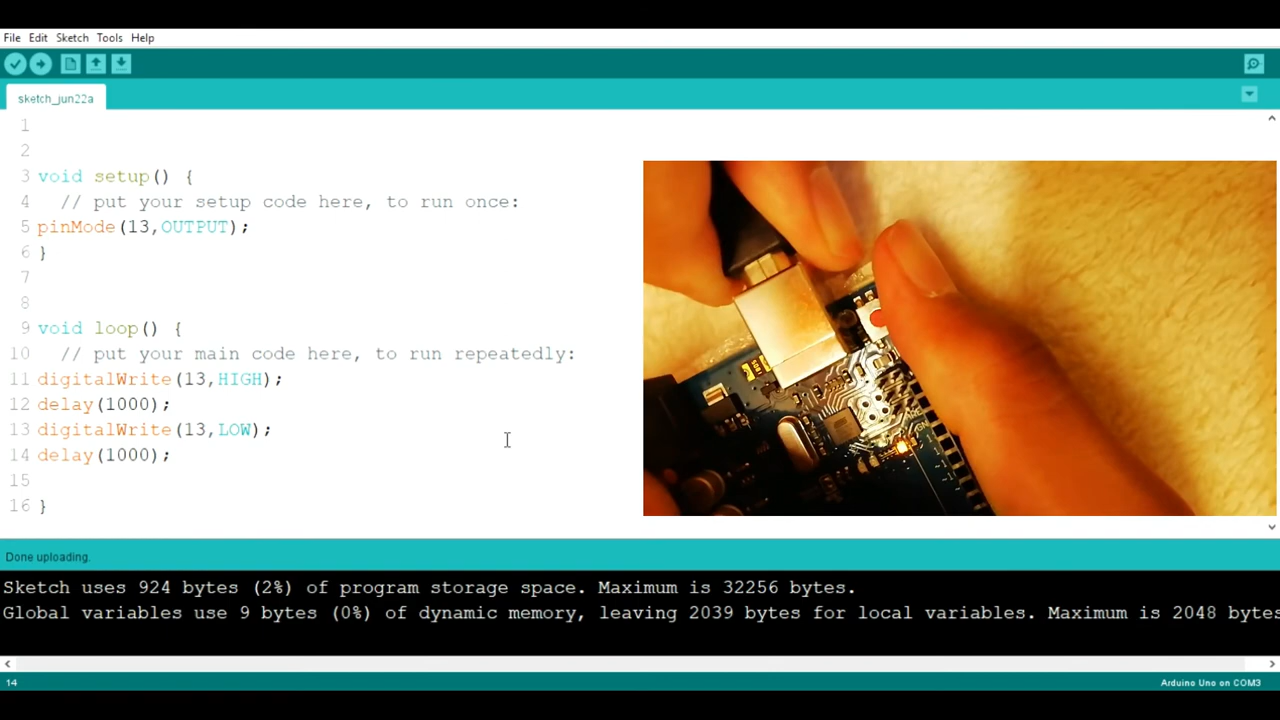 File Edit Sketch Tools Help
sketch_jun22a
1
2
3 void setup() {
4 // put your setup code here, to run once:
5 pinMode(13,OUTPUT);
6 }
7
8
9 void loop() {
10 // put your main code here, to run repeatedly:
11 digitalWrite(13,HIGH);
12 delay(1000);
13 digitalWrite(13,LOW);
14 delay(1000);
15
16 }
Done uploading.
Sketch uses 924 bytes (2%) of program storage space. Maximum is 32256 bytes.
Global variables use 9 bytes (0%) of dynamic memory, leaving 2039 bytes for local variables. Maximum is 2048 bytes
14
Arduino Uno on COM3